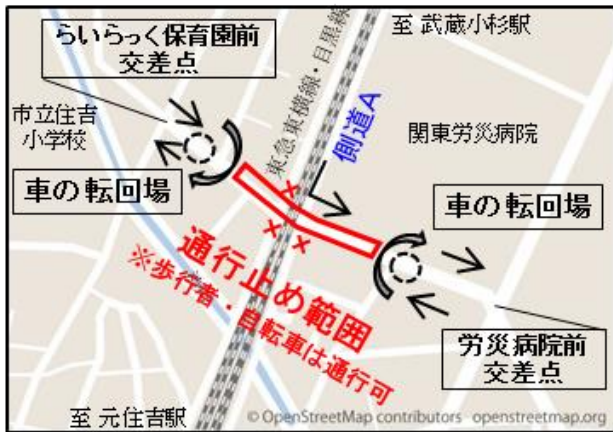 らいらっく保育園前
交差点
至 武蔵小杉駅
市立住吉
小学校
東急東横線・目黒線
側道A
関東労災病院
車の転回場
車の転回場
通行止め範囲
※歩行者・自転車は通行可
労災病院前
交差点
至 元住吉駅
© OpenStreetMap contributors openstreetmap.org